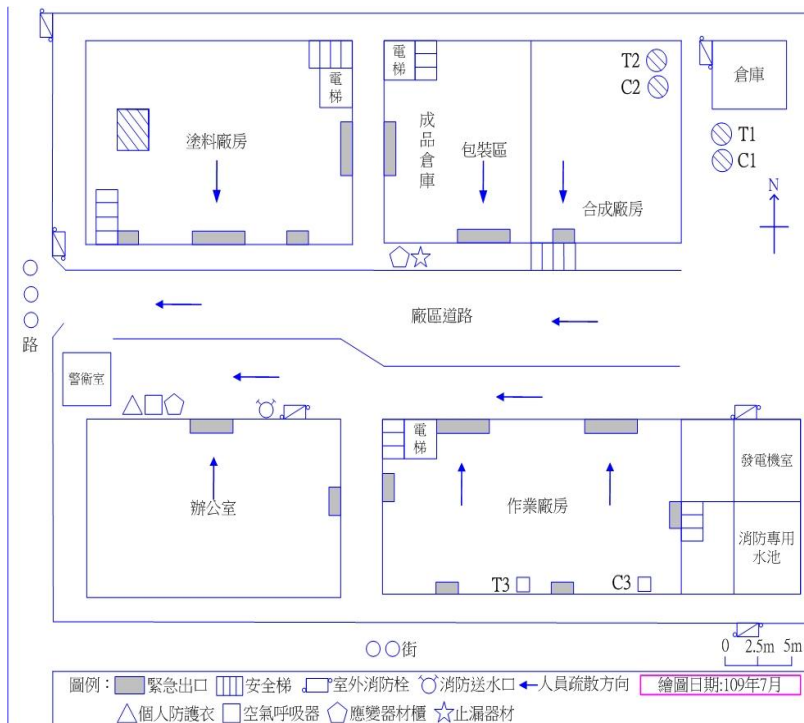 電梯
電梯
T2
C2
倉庫
塗料廠房
成品倉庫
包裝區
T1
C1
合成廠房
N
○○○路
廠區道路
警衛室
電梯
發電機室
辦公室
作業廠房
消防專用水池
T3
C3
○○街
0 2.5m 5m
圖例：緊急出口 安全梯 室外消防栓 消防送水口 人員疏散方向 繪圖日期:109年7月
個人防護衣 空氣呼吸器 應變器材櫃 止漏器材